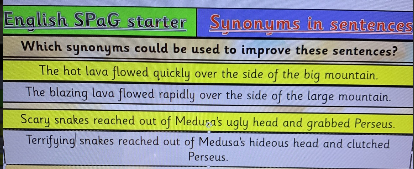 English SPaG starter Synonyms in sentences
Which synonyms could be used to improve these sentences?
The hot lava flowed quickly over the side of the big mountain.
The blazing lava flowed rapidly over the side of the large mountain.
Scary snakes reached out of Medusa's ugly head and grabbed Perseus.
Terrifying snakes reached out of Medusa's hideous head and clutched
Perseus.